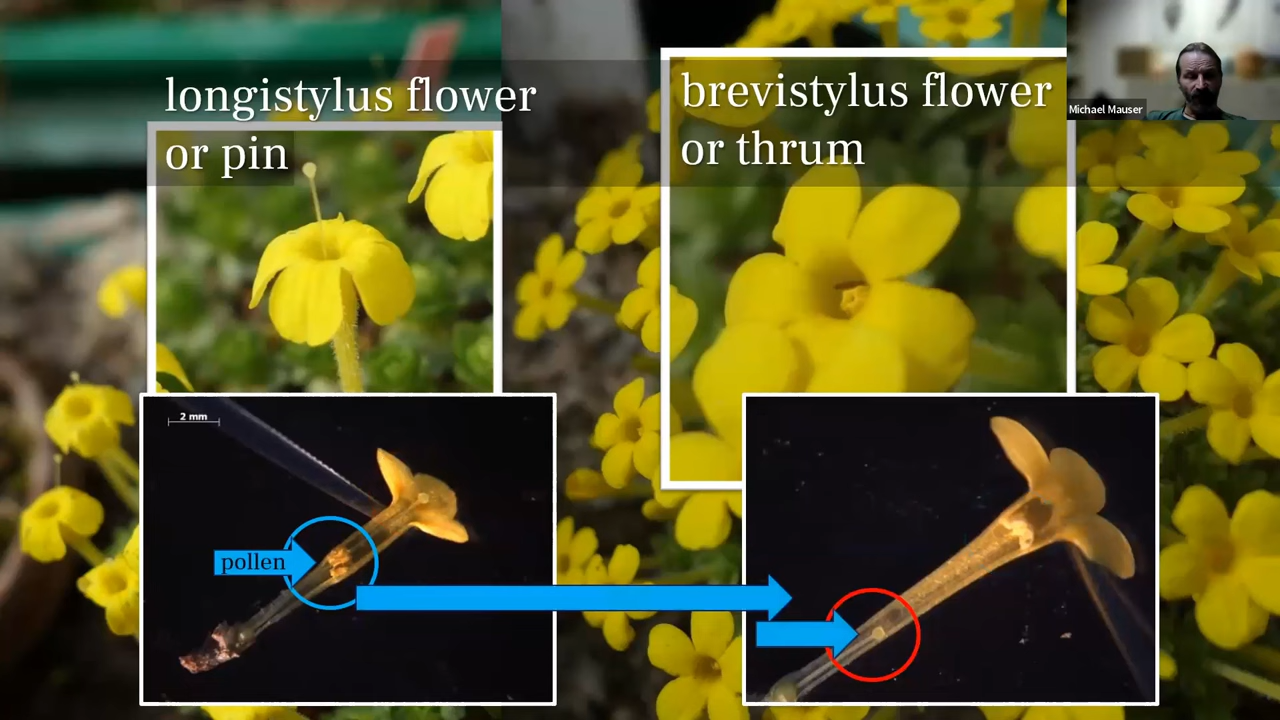 longistylus flower
or pin
brevistylus flower
or thrum
Michael Mauser
2 mm
pollen